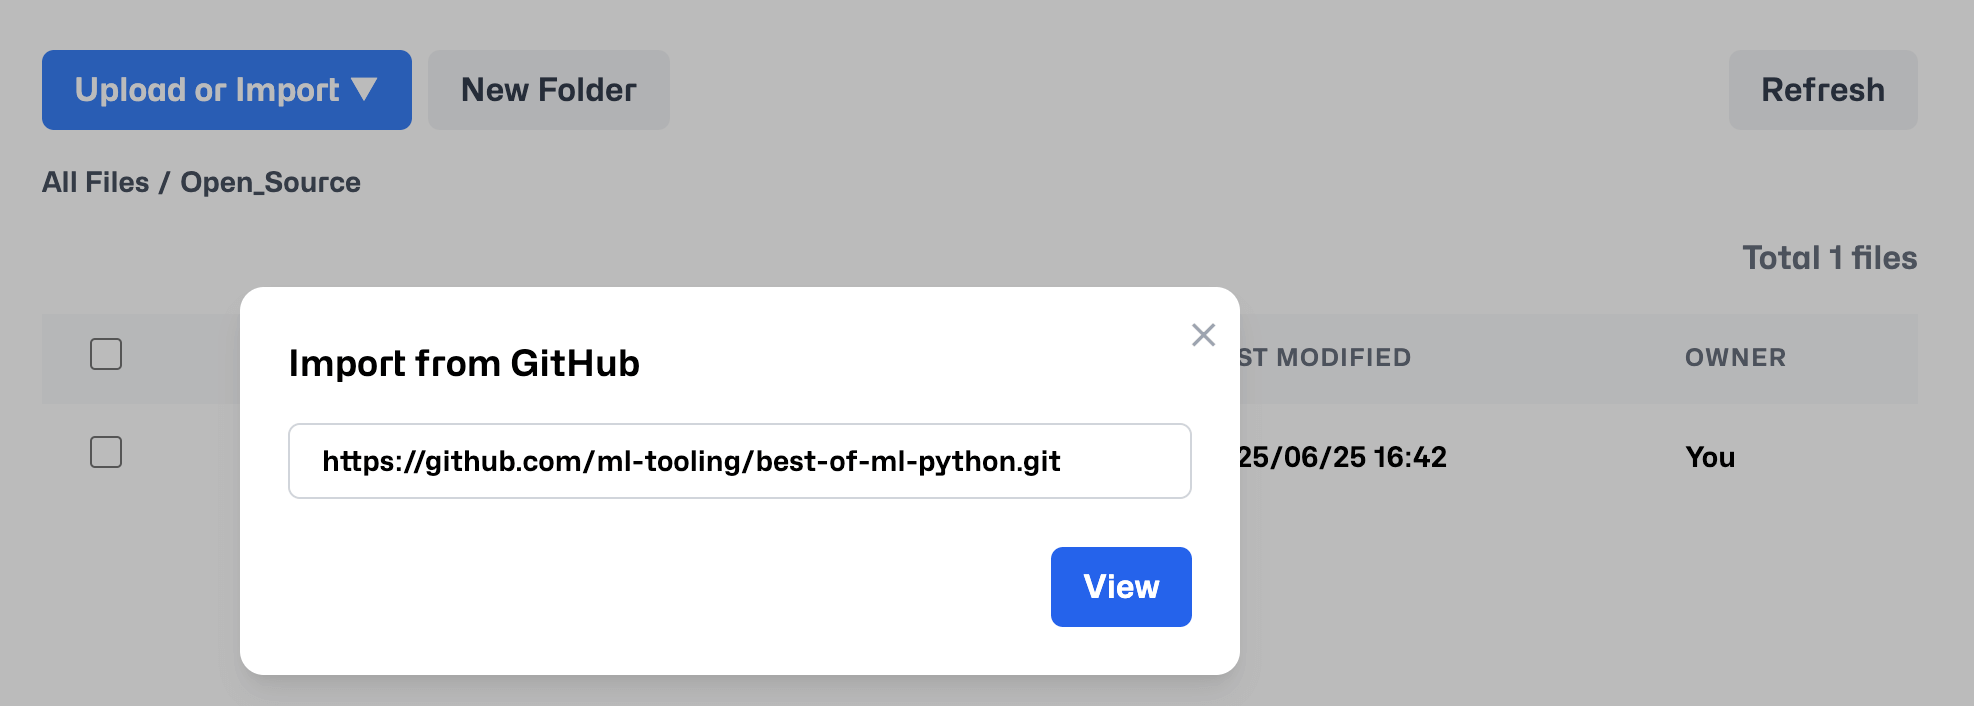 Upload or Import ▼
New Folder
Refresh
All Files / Open_Source
Total 1 files
Import from GitHub
MODIFIED
OWNER
https://github.com/ml-tooling/best-of-ml-python.git
25/06/25 16:42
You
View